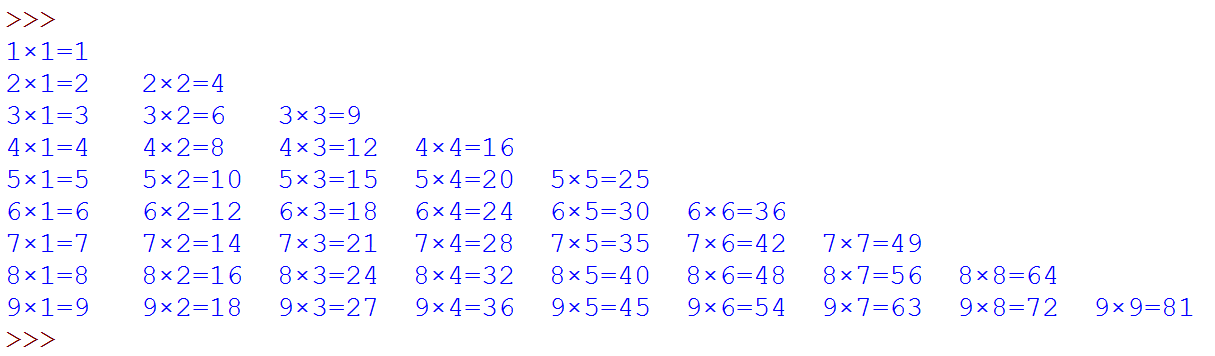 >>>
1×1=1
2×1=2   2×2=4
3×1=3   3×2=6   3×3=9
4×1=4   4×2=8   4×3=12  4×4=16
5×1=5   5×2=10  5×3=15  5×4=20  5×5=25
6×1=6   6×2=12  6×3=18  6×4=24  6×5=30  6×6=36
7×1=7   7×2=14  7×3=21  7×4=28  7×5=35  7×6=42  7×7=49
8×1=8   8×2=16  8×3=24  8×4=32  8×5=40  8×6=48  8×7=56  8×8=64
9×1=9   9×2=18  9×3=27  9×4=36  9×5=45  9×6=54  9×7=63  9×8=72  9×9=81
>>>